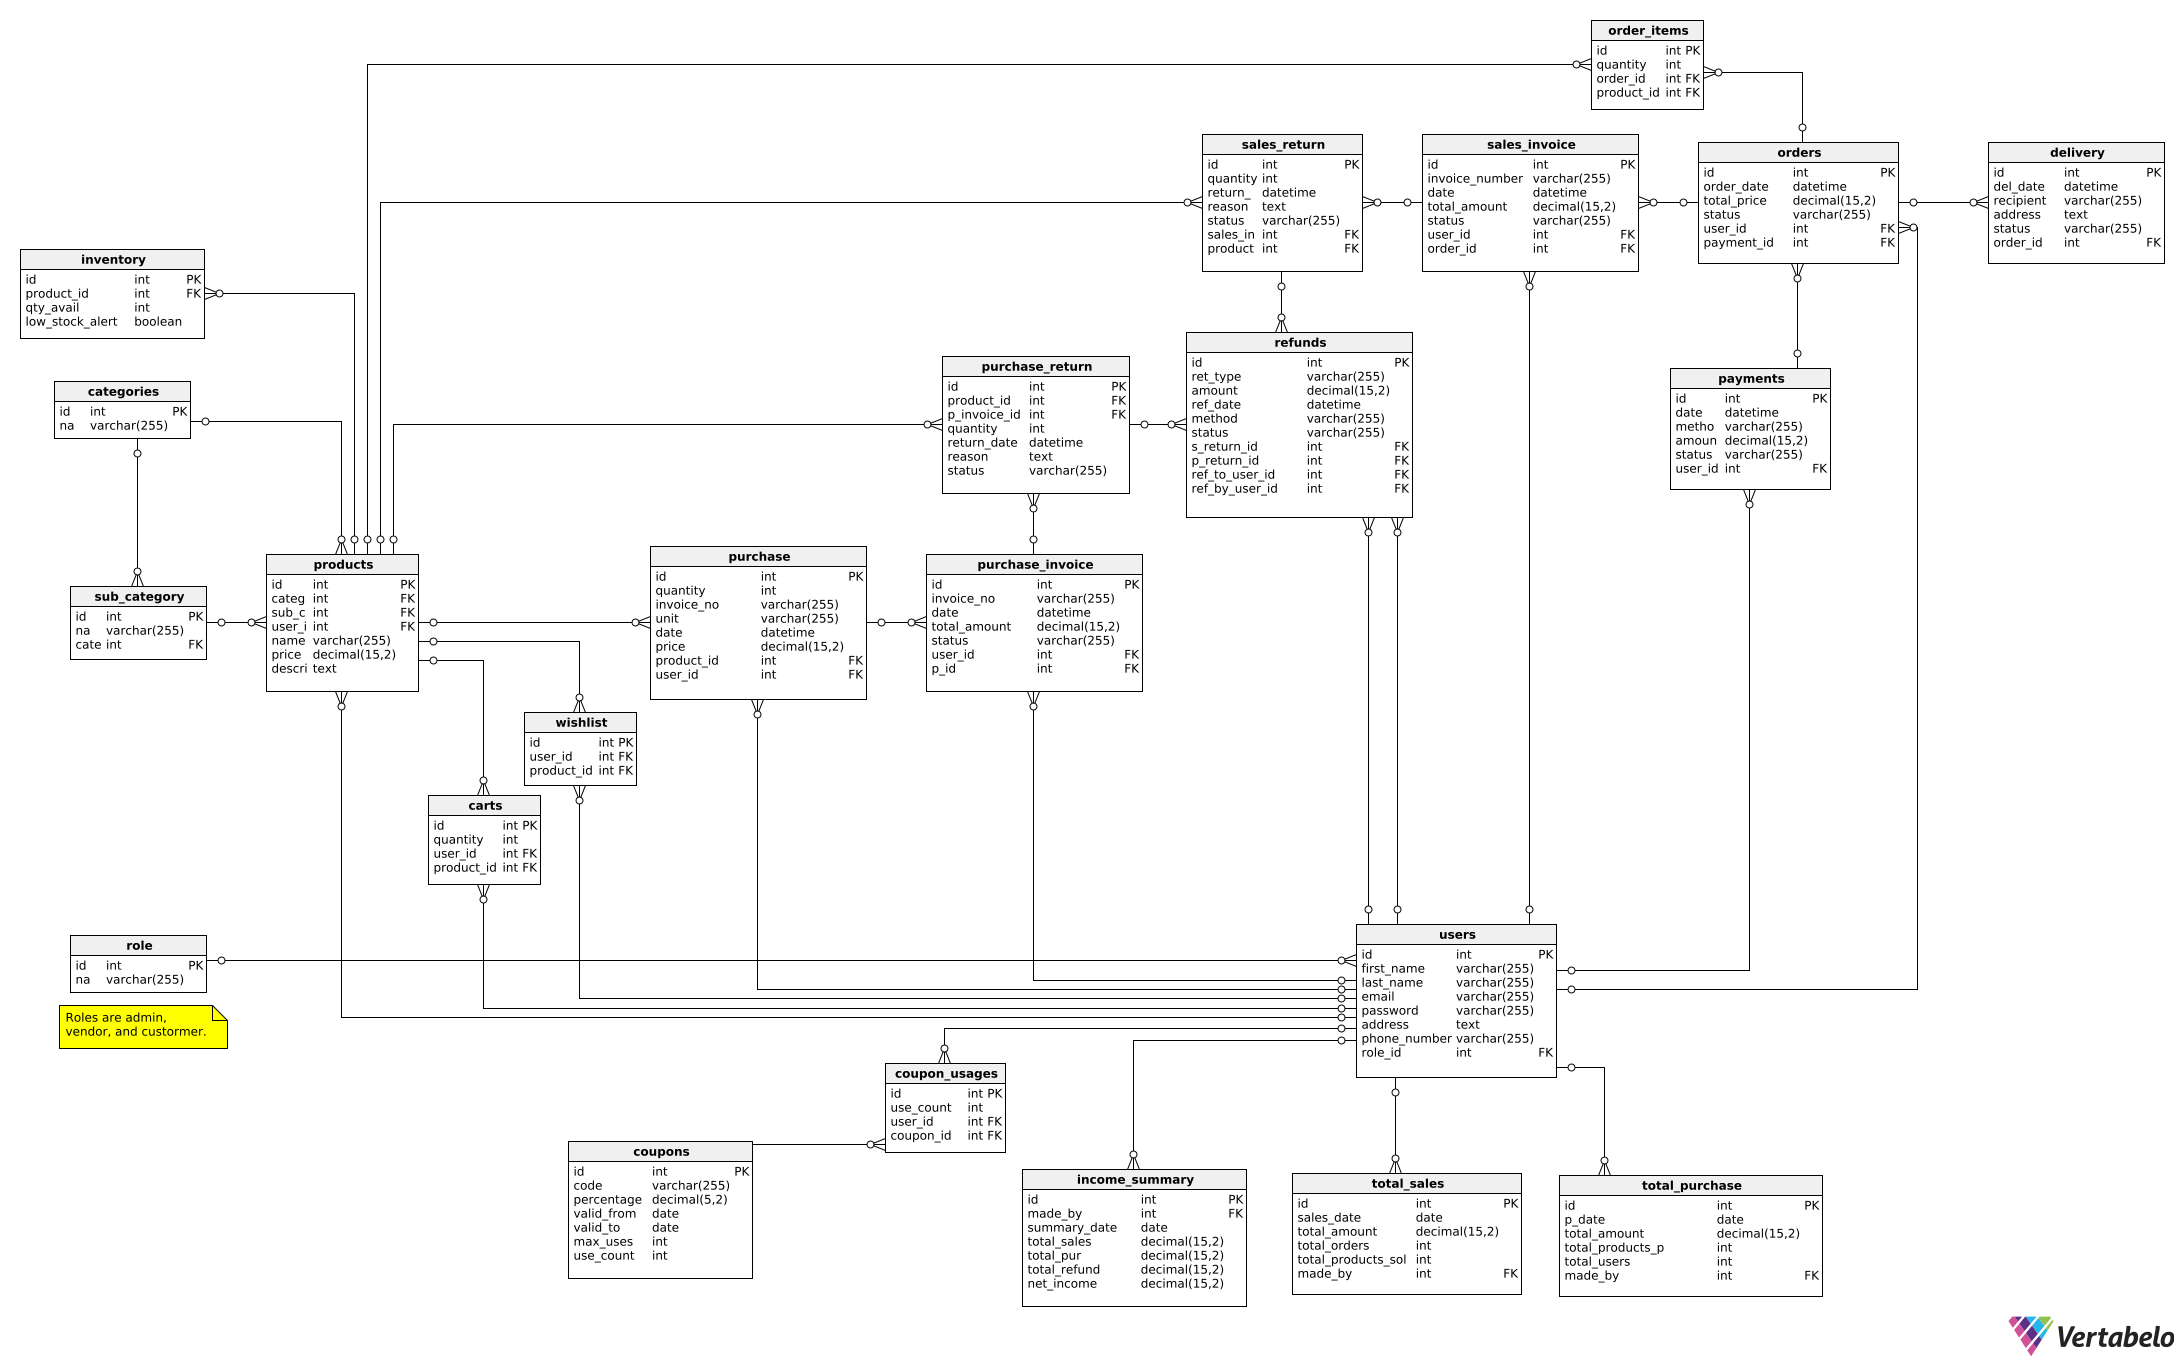 order_items
id int PK
quantity int
order_id int FK
product_id int FK
sales_return
id int PK
quantity int
return_ datetime
reason text
status varchar(255)
sales_in int FK
product int FK
sales_invoice
id int PK
invoice_number varchar(255)
date datetime
total_amount decimal(15,2)
status varchar(255)
user_id int FK
order_id int FK
orders
id int PK
order_date datetime
total_price decimal(15,2)
status varchar(255)
user_id int FK
payment_id int FK
delivery
id int PK
del_date datetime
recipient varchar(255)
address text
status varchar(255)
order_id int FK
inventory
id int PK
product_id int FK
qty_avail int
low_stock_alert boolean
categories
id int PK
na varchar(255)
purchase_return
id int PK
product_id int FK
p_invoice_id int FK
quantity int
return_date datetime
reason text
status varchar(255)
refunds
id int PK
ret_type varchar(255)
amount decimal(15,2)
ref_date datetime
method varchar(255)
status varchar(255)
s_return_id int FK
p_return_id int FK
ref_to_user_id int FK
ref_by_user_id int FK
payments
id int PK
date datetime
metho varchar(255)
amoun decimal(15,2)
status varchar(255)
user_id int FK
sub_category
id int PK
na varchar(255)
cate int FK
products
id int PK
categ int FK
sub_c int FK
user_i int FK
name varchar(255)
price decimal(15,2)
descri text
purchase
id int PK
quantity int
invoice_no varchar(255)
unit varchar(255)
date datetime
price decimal(15,2)
product_id int FK
user_id int FK
purchase_invoice
id int PK
invoice_no varchar(255)
date datetime
total_amount decimal(15,2)
status varchar(255)
user_id int FK
p_id int FK
wishlist
id int PK
user_id int FK
product_id int FK
carts
id int PK
quantity int
user_id int FK
product_id int FK
role
id int PK
na varchar(255)
Roles are admin,
vendor, and custormer.
users
id int PK
first_name varchar(255)
last_name varchar(255)
email varchar(255)
password varchar(255)
address text
phone_number varchar(255)
role_id int FK
coupon_usages
id int PK
use_count int
user_id int FK
coupon_id int FK
coupons
id int PK
code varchar(255)
percentage decimal(5,2)
valid_from date
valid_to date
max_uses int
use_count int
income_summary
id int PK
made_by int FK
summary_date date
total_sales decimal(15,2)
total_pur decimal(15,2)
total_refund decimal(15,2)
net_income decimal(15,2)
total_sales
id int PK
sales_date date
total_amount decimal(15,2)
total_orders int
total_products_sol int
made_by int FK
total_purchase
id int PK
p_date date
total_amount decimal(15,2)
total_products_p int
total_users int
made_by int FK
Vertabelo